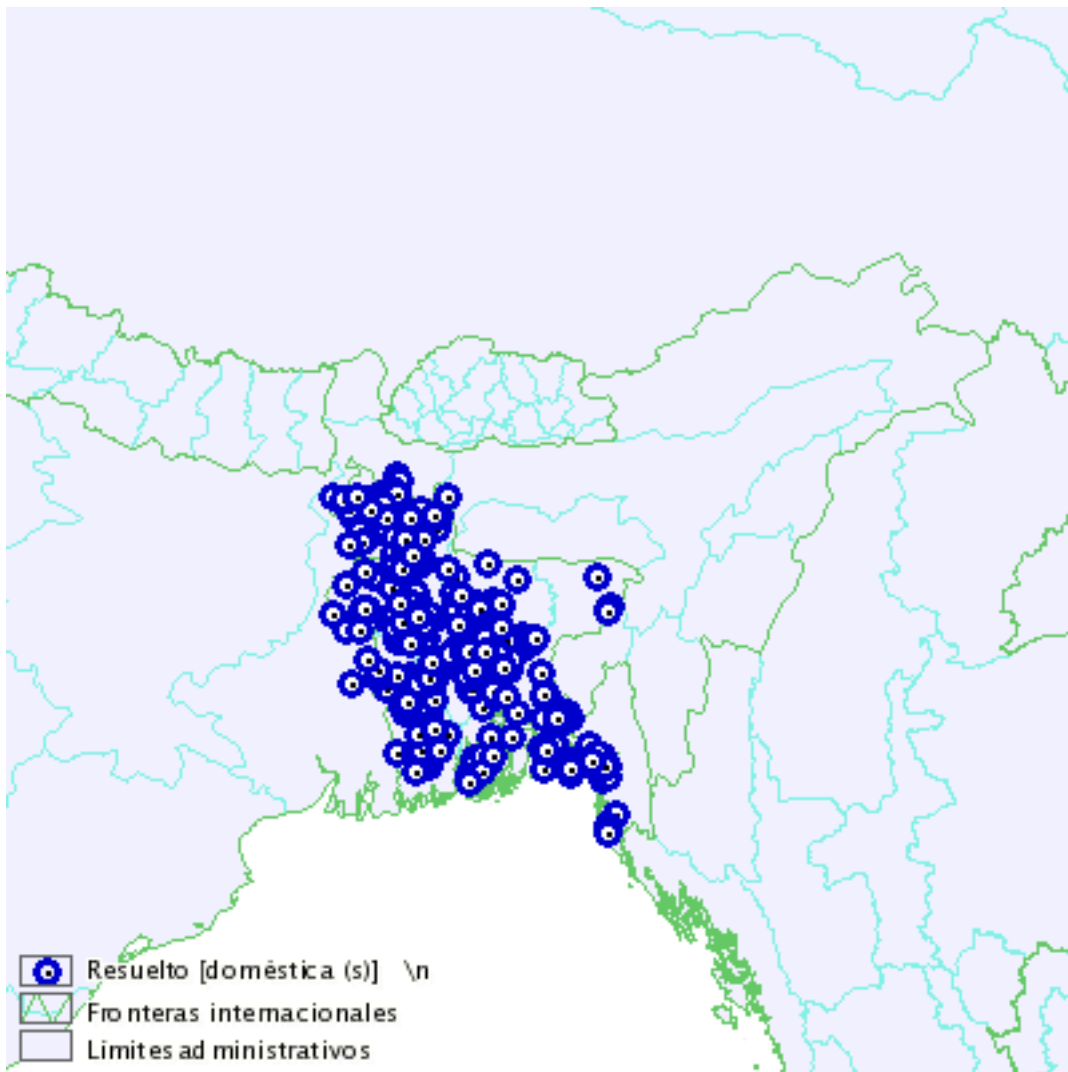 Resuelto [doméstica (s)] \n
Fronteras internacionales
Límites administrativos